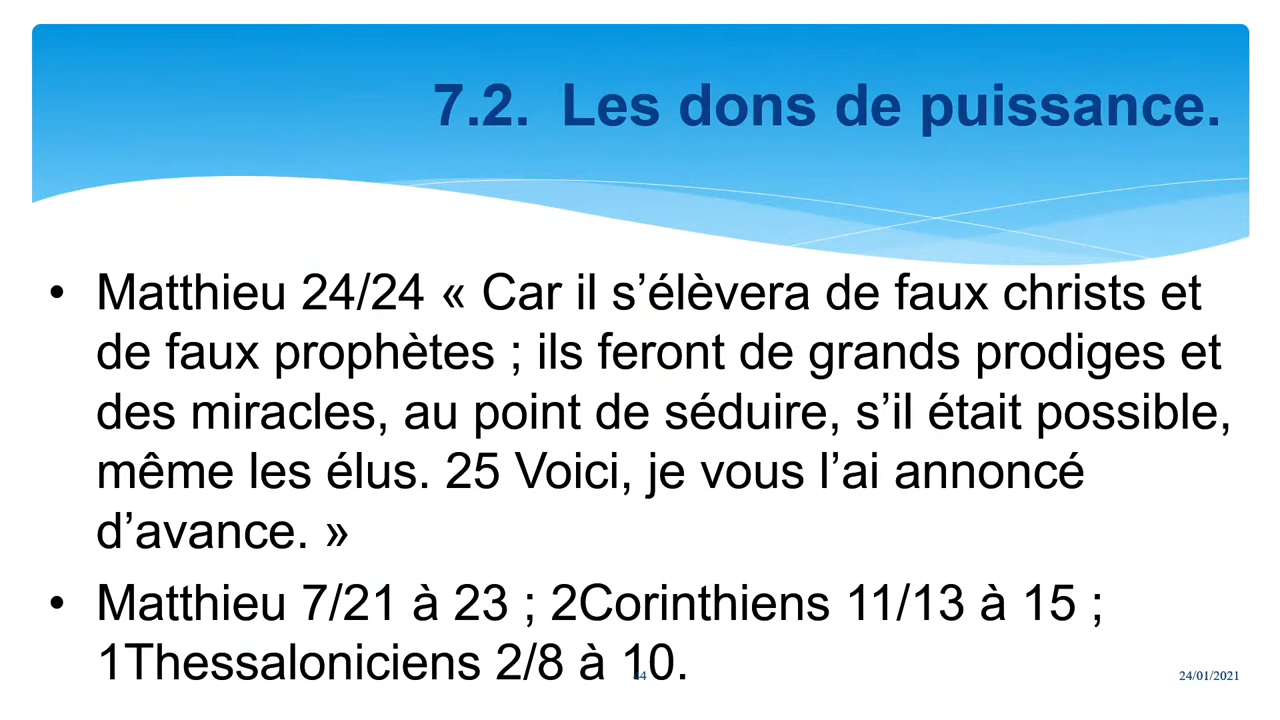 7.2. Les dons de puissance.
• Matthieu 24/24 « Car il s’élèvera de faux christs et
de faux prophètes ; ils feront de grands prodiges et
des miracles, au point de séduire, s’il était possible,
même les élus. 25 Voici, je vous l’ai annoncé
d’avance. »
• Matthieu 7/21 à 23 ; 2Corinthiens 11/13 à 15 ;
1Thessaloniciens 2/8 à 10.
24/01/2021